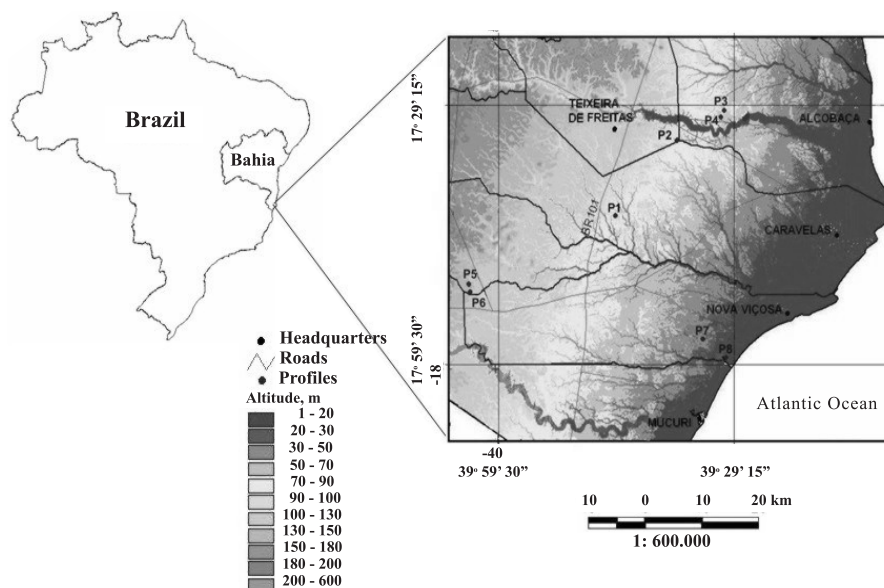 Brazil
Bahia
Headquarters
Roads
Profiles
Altitude, m
1 - 20
20 - 30
30 - 50
50 - 70
70 - 90
90 - 100
100 - 130
130 - 150
150 - 180
180 - 200
200 - 600
17° 29' 15”
17° 59' 30”
-18
TEIXEIRA
DE FREITAS
P3
P4
ALCOBAÇA
P2
P1
BR101
CARAVELAS
P5
P6
NOVA VIÇOSA
P7
P8
MUCURI
Atlantic Ocean
-40
39° 59' 30”
39° 29' 15”
10 0 10 20 km
1: 600.000